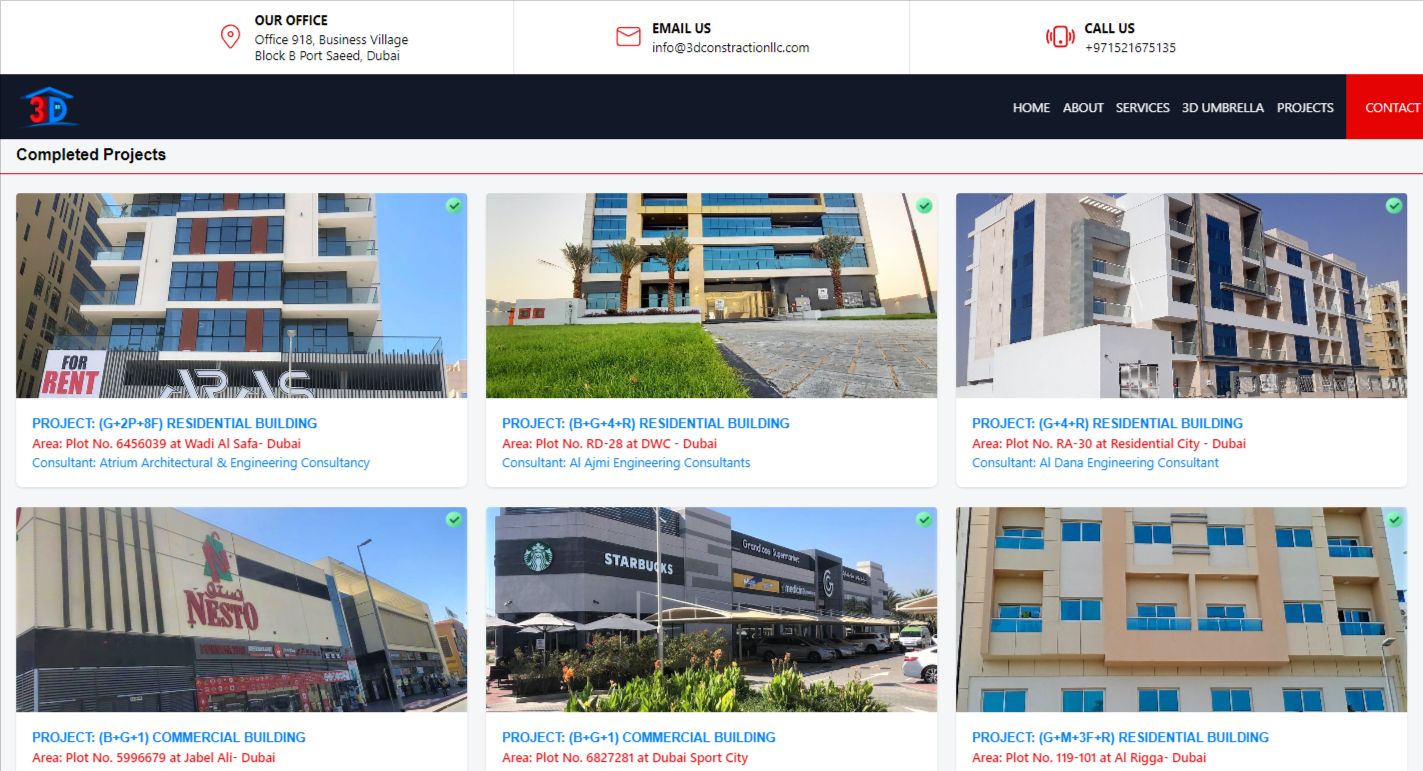 OUR OFFICE
Office 918, Business Village
Block B Port Saeed, Dubai
EMAIL US
info@3dconstractionllc.com
CALL US
+971521675135
3D
HOME ABOUT SERVICES 3D UMBRELLA PROJECTS CONTACT
Completed Projects
FOR
RENT
ARAS
PROJECT: (G+2P+8F) RESIDENTIAL BUILDING
Area: Plot No. 6456039 at Wadi Al Safa- Dubai
Consultant: Atrium Architectural & Engineering Consultancy
PROJECT: (B+G+4+R) RESIDENTIAL BUILDING
Area: Plot No. RD-28 at DWC - Dubai
Consultant: Al Ajmi Engineering Consultants
PROJECT: (G+4+R) RESIDENTIAL BUILDING
Area: Plot No. RA-30 at Residential City - Dubai
Consultant: Al Dana Engineering Consultant
نستو
NESTO
STARBUCKS
Grandiose Supermarket
medicare
G
PROJECT: (B+G+1) COMMERCIAL BUILDING
Area: Plot No. 5996679 at Jabel Ali- Dubai
PROJECT: (B+G+1) COMMERCIAL BUILDING
Area: Plot No. 6827281 at Dubai Sport City
PROJECT: (G+M+3F+R) RESIDENTIAL BUILDING
Area: Plot No. 119-101 at Al Rigga- Dubai